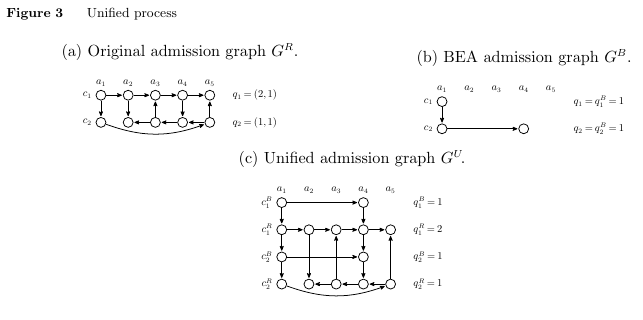 Figure 3 Unified process
(a) Original admission graph G^R.
a_1 a_2 a_3 a_4 a_5
c_1 q_1 = (2, 1)
c_2 q_2 = (1, 1)
(b) BEA admission graph G^B.
a_1 a_2 a_3 a_4 a_5
c_1 q_1 = q_1^B = 1
c_2 q_2 = q_2^B = 1
(c) Unified admission graph G^U.
a_1 a_2 a_3 a_4 a_5
c_1^B q_1^B = 1
c_1^R q_1^R = 2
c_2^B q_2^B = 1
c_2^R q_2^R = 1